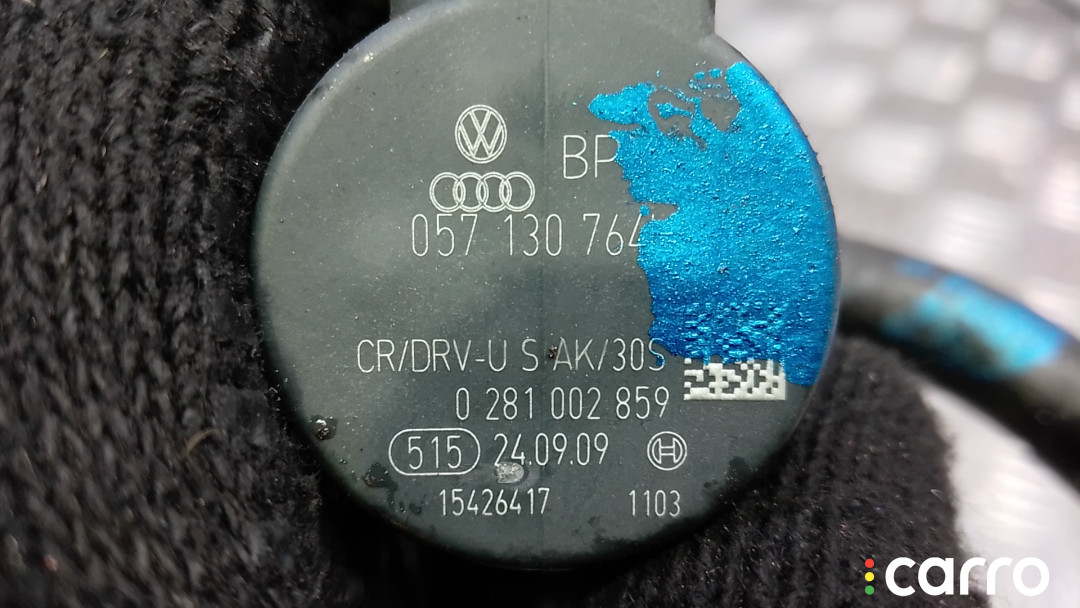 BP
057 130 764
CR/DRV-U S AK/30S
0 281 002 859
515 24.09.09
15426417 1103
carro